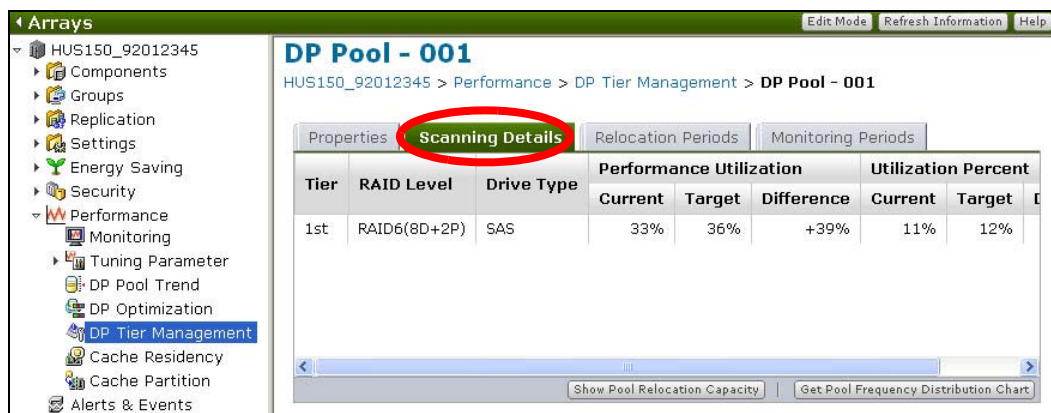 Arrays
Edit Mode Refresh Information Help
HUS150_92012345
Components
Groups
Replication
Settings
Energy Saving
Security
Performance
Monitoring
Tuning Parameter
DP Pool Trend
DP Optimization
DP Tier Management
Cache Residency
Cache Partition
Alerts & Events
DP Pool - 001
HUS150_92012345 > Performance > DP Tier Management > DP Pool - 001
Properties Scanning Details Relocation Periods Monitoring Periods
Tier RAID Level Drive Type Performance Utilization Utilization Percent
Current Target Difference Current Target
1st RAID6(8D+2P) SAS 33% 36% +39% 11% 12%
Show Pool Relocation Capacity | Get Pool Frequency Distribution Chart